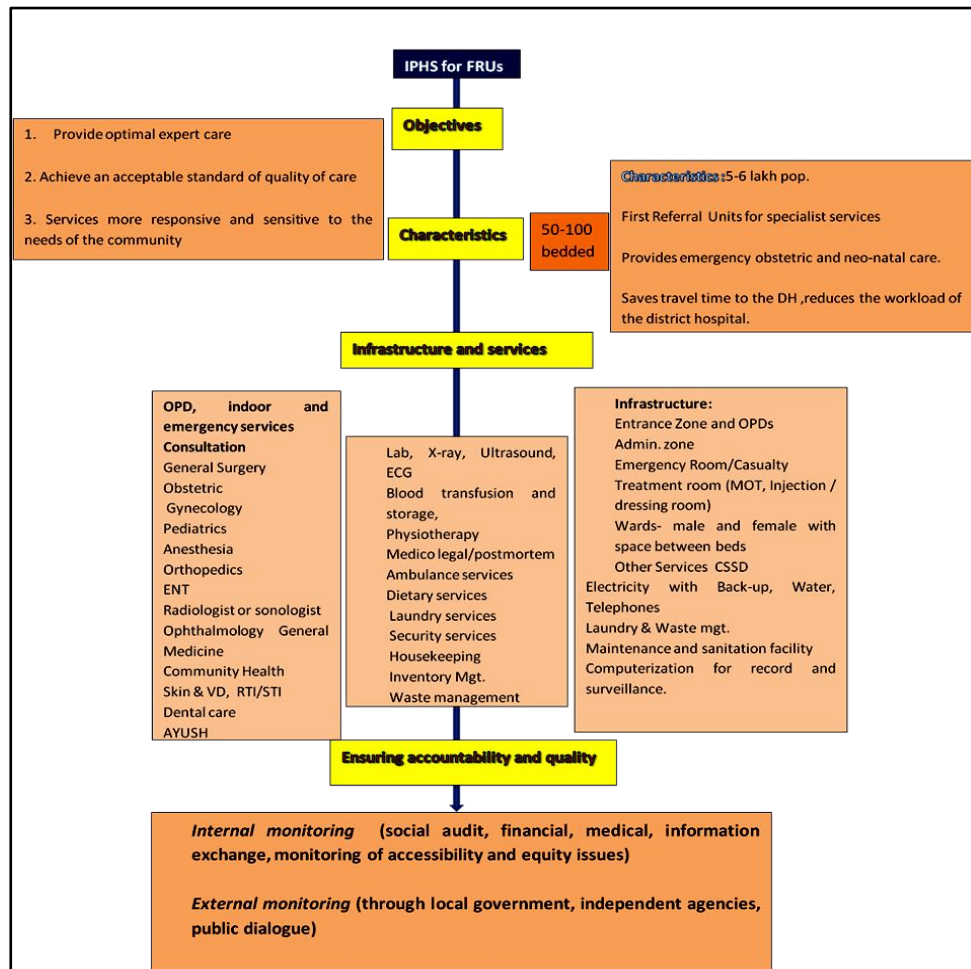 IPHS for FRUs
Objectives
1. Provide optimal expert care
2. Achieve an acceptable standard of quality of care
3. Services more responsive and sensitive to the
needs of the community
Characteristics
50-100
bedded
Characteristics:5-6 lakh pop.
First Referral Units for specialist services
Provides emergency obstetric and neo-natal care.
Saves travel time to the DH ,reduces the workload of
the district hospital.
Infrastructure and services
OPD, indoor and
emergency services
Consultation
General Surgery
Obstetric
Gynecology
Pediatrics
Anesthesia
Orthopedics
ENT
Radiologist or sonologist
Ophthalmology General
Medicine
Community Health
Skin & VD, RTI/STI
Dental care
AYUSH
Lab, X-ray, Ultrasound,
ECG
Blood transfusion and
storage,
Physiotherapy
Medico legal/postmortem
Ambulance services
Dietary services
Laundry services
Security services
Housekeeping
Inventory Mgt.
Waste management
Infrastructure:
Entrance Zone and OPDs
Admin. zone
Emergency Room/Casualty
Treatment room (MOT, Injection /
dressing room)
Wards- male and female with
space between beds
Other Services CSSD
Electricity with Back-up, Water,
Telephones
Laundry & Waste mgt.
Maintenance and sanitation facility
Computerization for record and
surveillance.
Ensuring accountability and quality
Internal monitoring (social audit, financial, medical, information
exchange, monitoring of accessibility and equity issues)
External monitoring (through local government, independent agencies,
public dialogue)